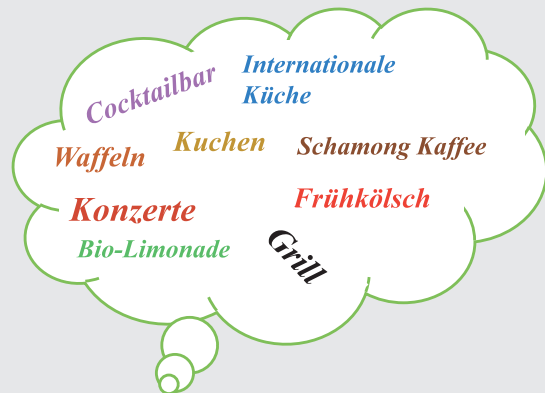 Cocktailbar
Internationale
Küche
Waffeln
Kuchen
Schamong Kaffee
Konzerte
Frühkölsch
Bio-Limonade
Grill